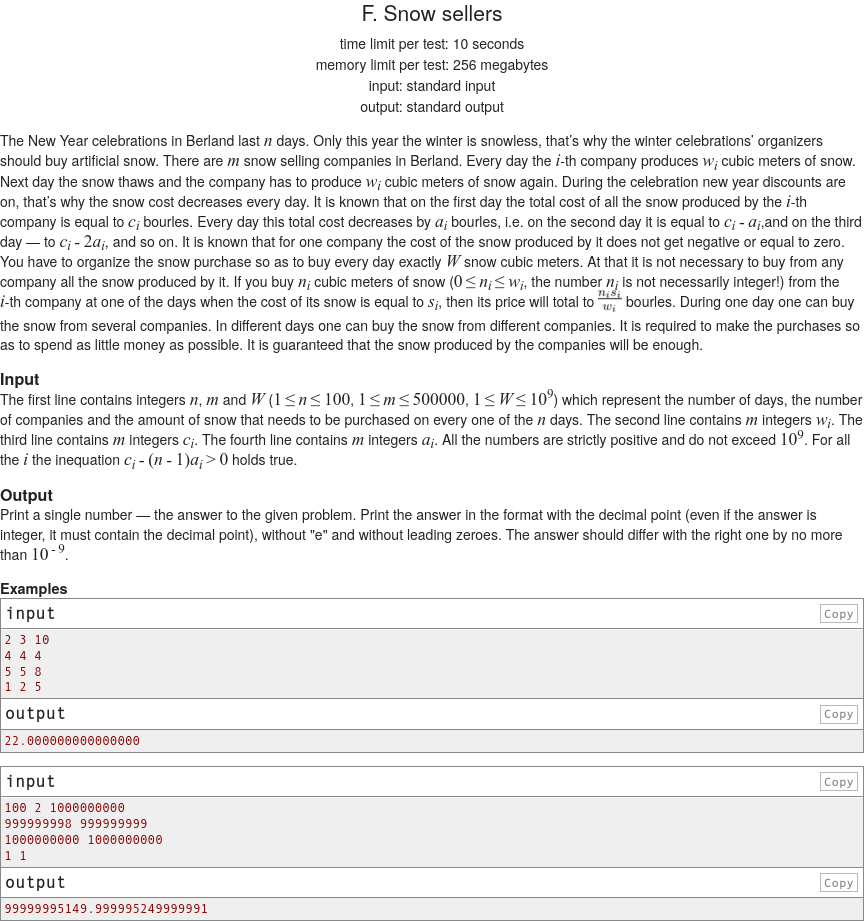 F. Snow sellers
time limit per test: 10 seconds
memory limit per test: 256 megabytes
input: standard input
output: standard output
The New Year celebrations in Berland last n days. Only this year the winter is snowless, that's why the winter celebrations' organizers
should buy artificial snow. There are m snow selling companies in Berland. Every day the i-th company produces w_i cubic meters of snow.
Next day the snow thaws and the company has to produce w_i cubic meters of snow again. During the celebration new year discounts are
on, that's why the snow cost decreases every day. It is known that on the first day the total cost of all the snow produced by the i-th
company is equal to c_i bourles. Every day this total cost decreases by a_i bourles, i.e. on the second day it is equal to c_i - a_i,and on the third
day — to c_i - 2a_i, and so on. It is known that for one company the cost of the snow produced by it does not get negative or equal to zero.
You have to organize the snow purchase so as to buy every day exactly W snow cubic meters. At that it is not necessary to buy from any
company all the snow produced by it. If you buy n_i cubic meters of snow (0 ≤ n_i ≤ w_i, the number n_i is not necessarily integer!) from the
i-th company at one of the days when the cost of its snow is equal to s_i, then its price will total to n_i s_i / w_i bourles. During one day one can buy
the snow from several companies. In different days one can buy the snow from different companies. It is required to make the purchases so
as to spend as little money as possible. It is guaranteed that the snow produced by the companies will be enough.
Input
The first line contains integers n, m and W (1 ≤ n ≤ 100, 1 ≤ m ≤ 500000, 1 ≤ W ≤ 10^9) which represent the number of days, the number
of companies and the amount of snow that needs to be purchased on every one of the n days. The second line contains m integers w_i. The
third line contains m integers c_i. The fourth line contains m integers a_i. All the numbers are strictly positive and do not exceed 10^9. For all
the i the inequation c_i - (n - 1)a_i > 0 holds true.
Output
Print a single number — the answer to the given problem. Print the answer in the format with the decimal point (even if the answer is
integer, it must contain the decimal point), without "e" and without leading zeroes. The answer should differ with the right one by no more
than 10^-9.
Examples
input
Copy
2 3 10
4 4 4
5 5 8
1 2 5
output
Copy
22.000000000000000
input
Copy
100 2 1000000000
999999998 999999999
1000000000 1000000000
1 1
output
Copy
99999995149.999995249999991